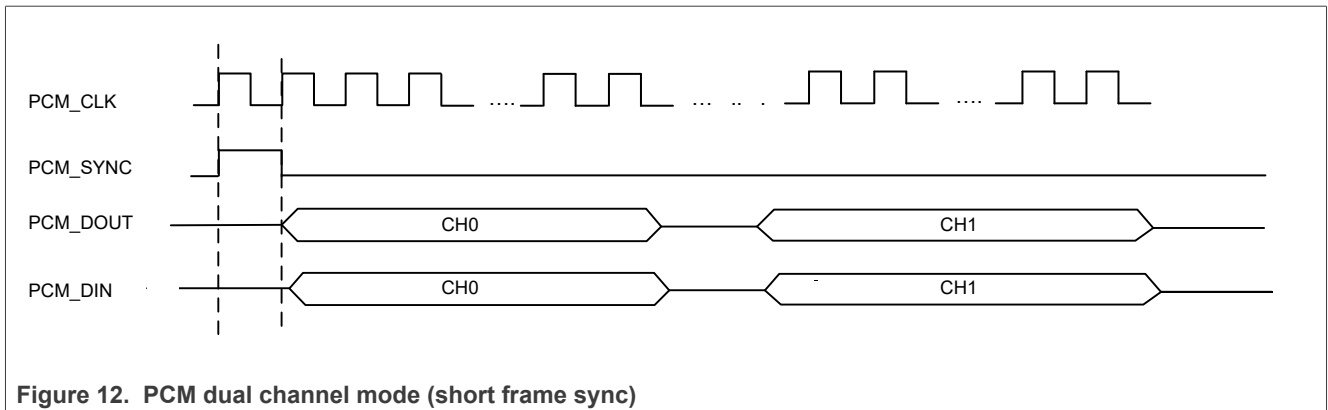 PCM_CLK
.... ... .. . ....
PCM_SYNC
PCM_DOUT CH0 CH1
PCM_DIN CH0 CH1
Figure 12. PCM dual channel mode (short frame sync)